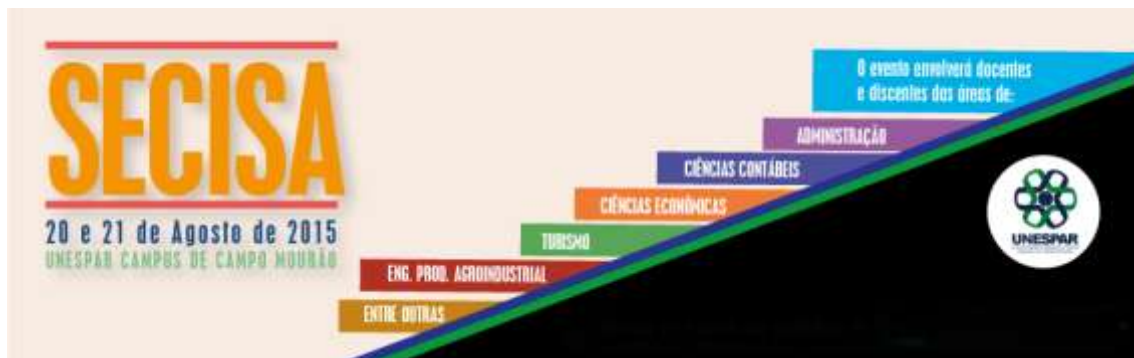 SECISA
20 e 21 de Agosto de 2015
UNESPAR CAMPUS DE CAMPO MOURÃO
O evento envolverá docentes
e discentes das áreas de:
ADMINISTRAÇÃO
CIÊNCIAS CONTÁBEIS
CIÊNCIAS ECONÔMICAS
TURISMO
ENG. PROD. AGROINDUSTRIAL
ENTRE OUTRAS
UNESPAR